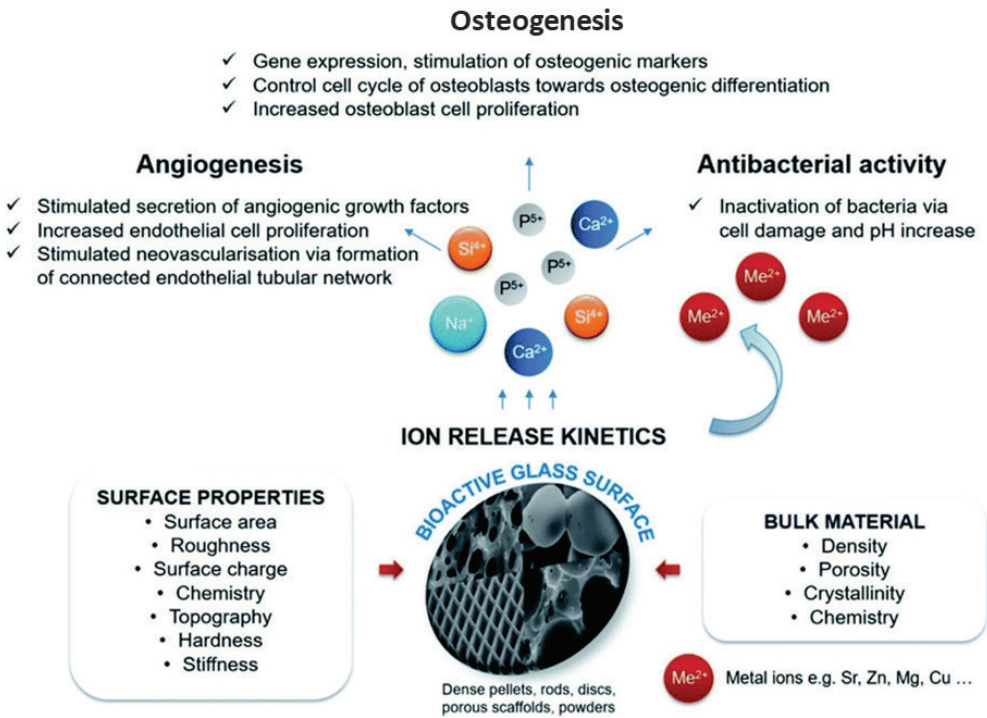 Osteogenesis
✓ Gene expression, stimulation of osteogenic markers
✓ Control cell cycle of osteoblasts towards osteogenic differentiation
✓ Increased osteoblast cell proliferation
Angiogenesis
✓ Stimulated secretion of angiogenic growth factors
✓ Increased endothelial cell proliferation
✓ Stimulated neovascularisation via formation
of connected endothelial tubular network
Antibacterial activity
✓ Inactivation of bacteria via
cell damage and pH increase
P⁵⁺
Ca²⁺
Si⁴⁺
P⁵⁺
P⁵⁺
Na⁺
Si⁴⁺
Ca²⁺
Me²⁺
Me²⁺
Me²⁺
ION RELEASE KINETICS
BIOACTIVE GLASS SURFACE
SURFACE PROPERTIES
• Surface area
• Roughness
• Surface charge
• Chemistry
• Topography
• Hardness
• Stiffness
BULK MATERIAL
• Density
• Porosity
• Crystallinity
• Chemistry
Dense pellets, rods, discs,
porous scaffolds, powders
Me²⁺ Metal ions e.g. Sr, Zn, Mg, Cu ...